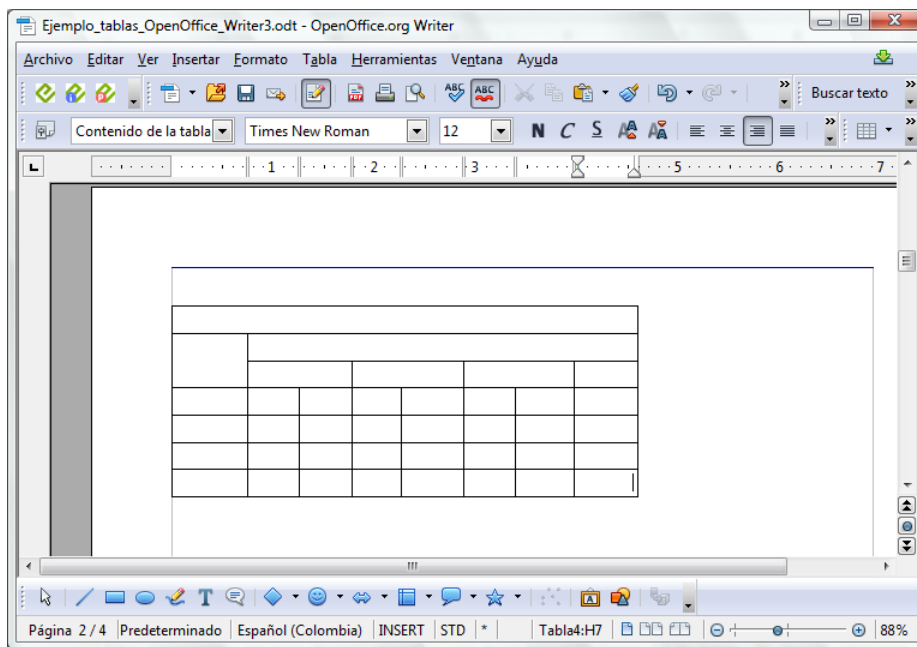 Ejemplo_tablas_OpenOffice_Writer3.odt - OpenOffice.org Writer
Archivo Editar Ver Insertar Formato Tabla Herramientas Ventana Ayuda
ABC ABC Buscar texto
Contenido de la tabla Times New Roman 12 N C S
1 2 3 5 6 7
Página 2 / 4 Predeterminado Español (Colombia) INSERT STD * Tabla4:H7 88%